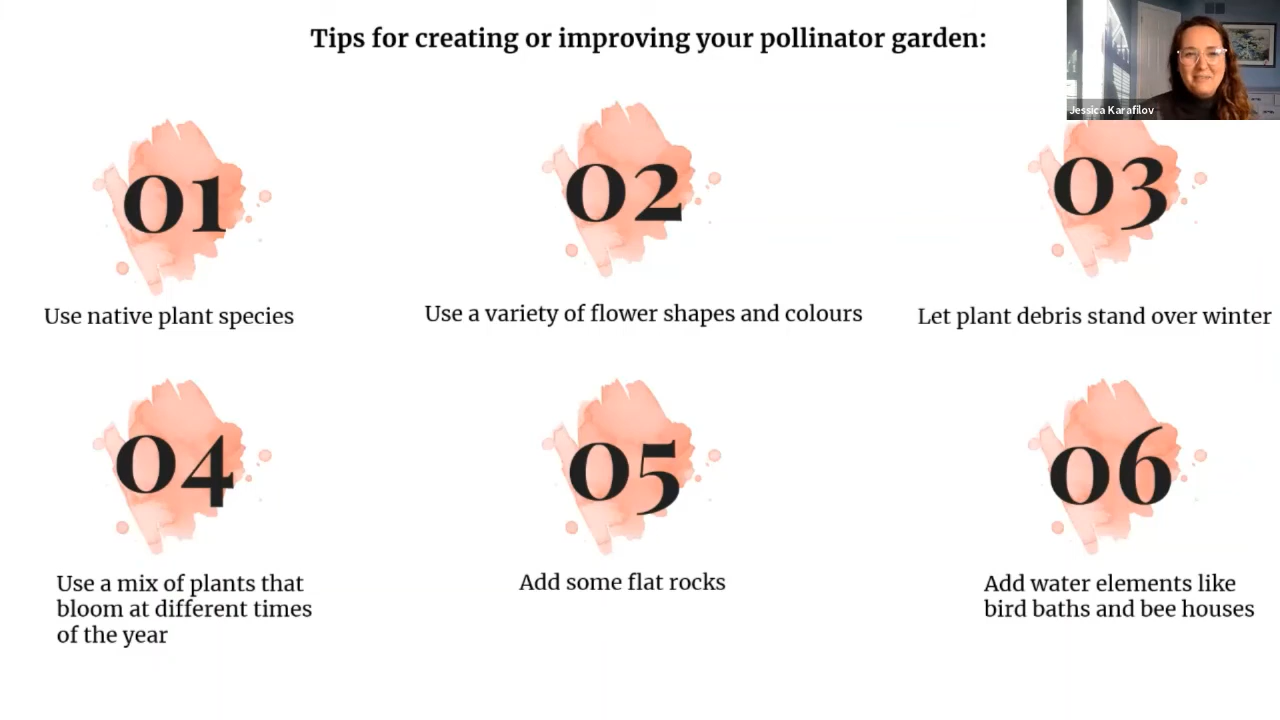 Tips for creating or improving your pollinator garden:
Jessica Karafilov
01
02
03
Use native plant species
Use a variety of flower shapes and colours
Let plant debris stand over winter
04
05
06
Use a mix of plants that
bloom at different times
of the year
Add some flat rocks
Add water elements like
bird baths and bee houses